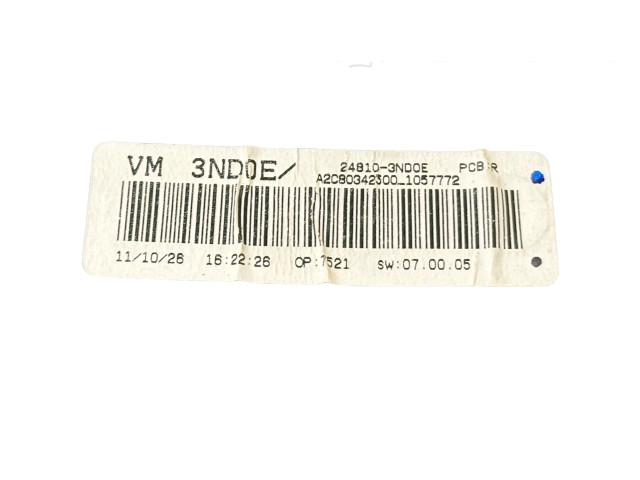 VM 3ND0E/ 24810-3ND0E PCB:R
A2C80342300_1057772
11/10/26 16:22:26 OP:7521 SW:07.00.05